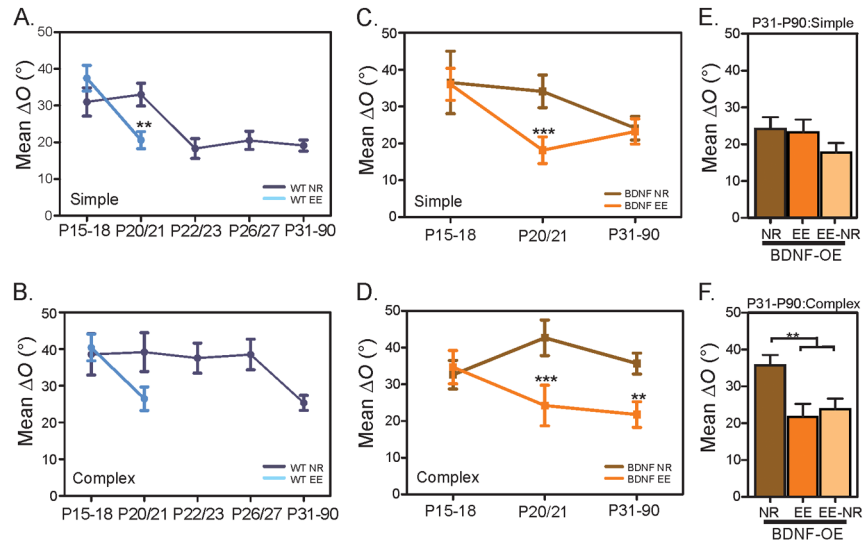 A.
50
40
30
20
10
0
Mean ΔO (°)
**
Simple
WT NR
WT EE
P15-18 P20/21 P22/23 P26/27 P31-90
B.
50
40
30
20
10
0
Mean ΔO (°)
Complex
WT NR
WT EE
P15-18 P20/21 P22/23 P26/27 P31-90
C.
50
40
30
20
10
0
Mean ΔO (°)
***
Simple
BDNF NR
BDNF EE
P15-18 P20/21 P31-90
D.
50
40
30
20
10
0
Mean ΔO (°)
***
**
Complex
BDNF NR
BDNF EE
P15-18 P20/21 P31-90
E.
P31-P90:Simple
50
40
30
20
10
0
Mean ΔO (°)
NR EE EE-NR
BDNF-OE
F.
P31-P90:Complex
50
40
30
20
10
0
Mean ΔO (°)
**
NR EE EE-NR
BDNF-OE